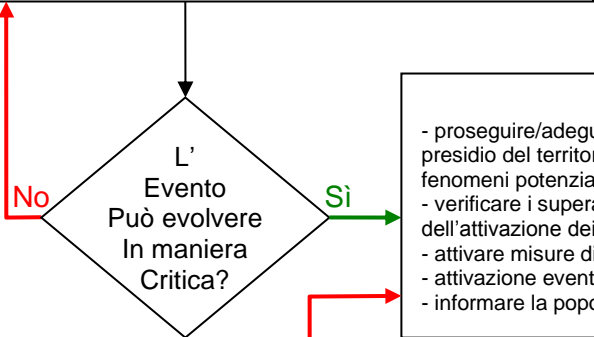 L'
Evento
Può evolvere
In maniera
Critica?
No
Sì
- proseguire/adegu
presidio del territor
fenomeni potenzia
- verificare i supera
dell'attivazione dei
- attivare misure di
- attivazione event
- informare la popo